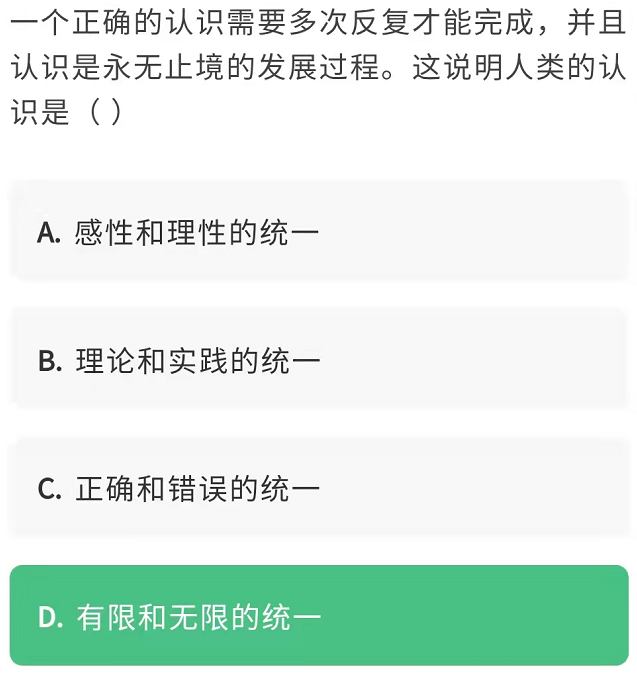 一个正确的认识需要多次反复才能完成，并且
认识是永无止境的发展过程。这说明人类的认
识是（ ）
A. 感性和理性的统一
B. 理论和实践的统一
C. 正确和错误的统一
D. 有限和无限的统一